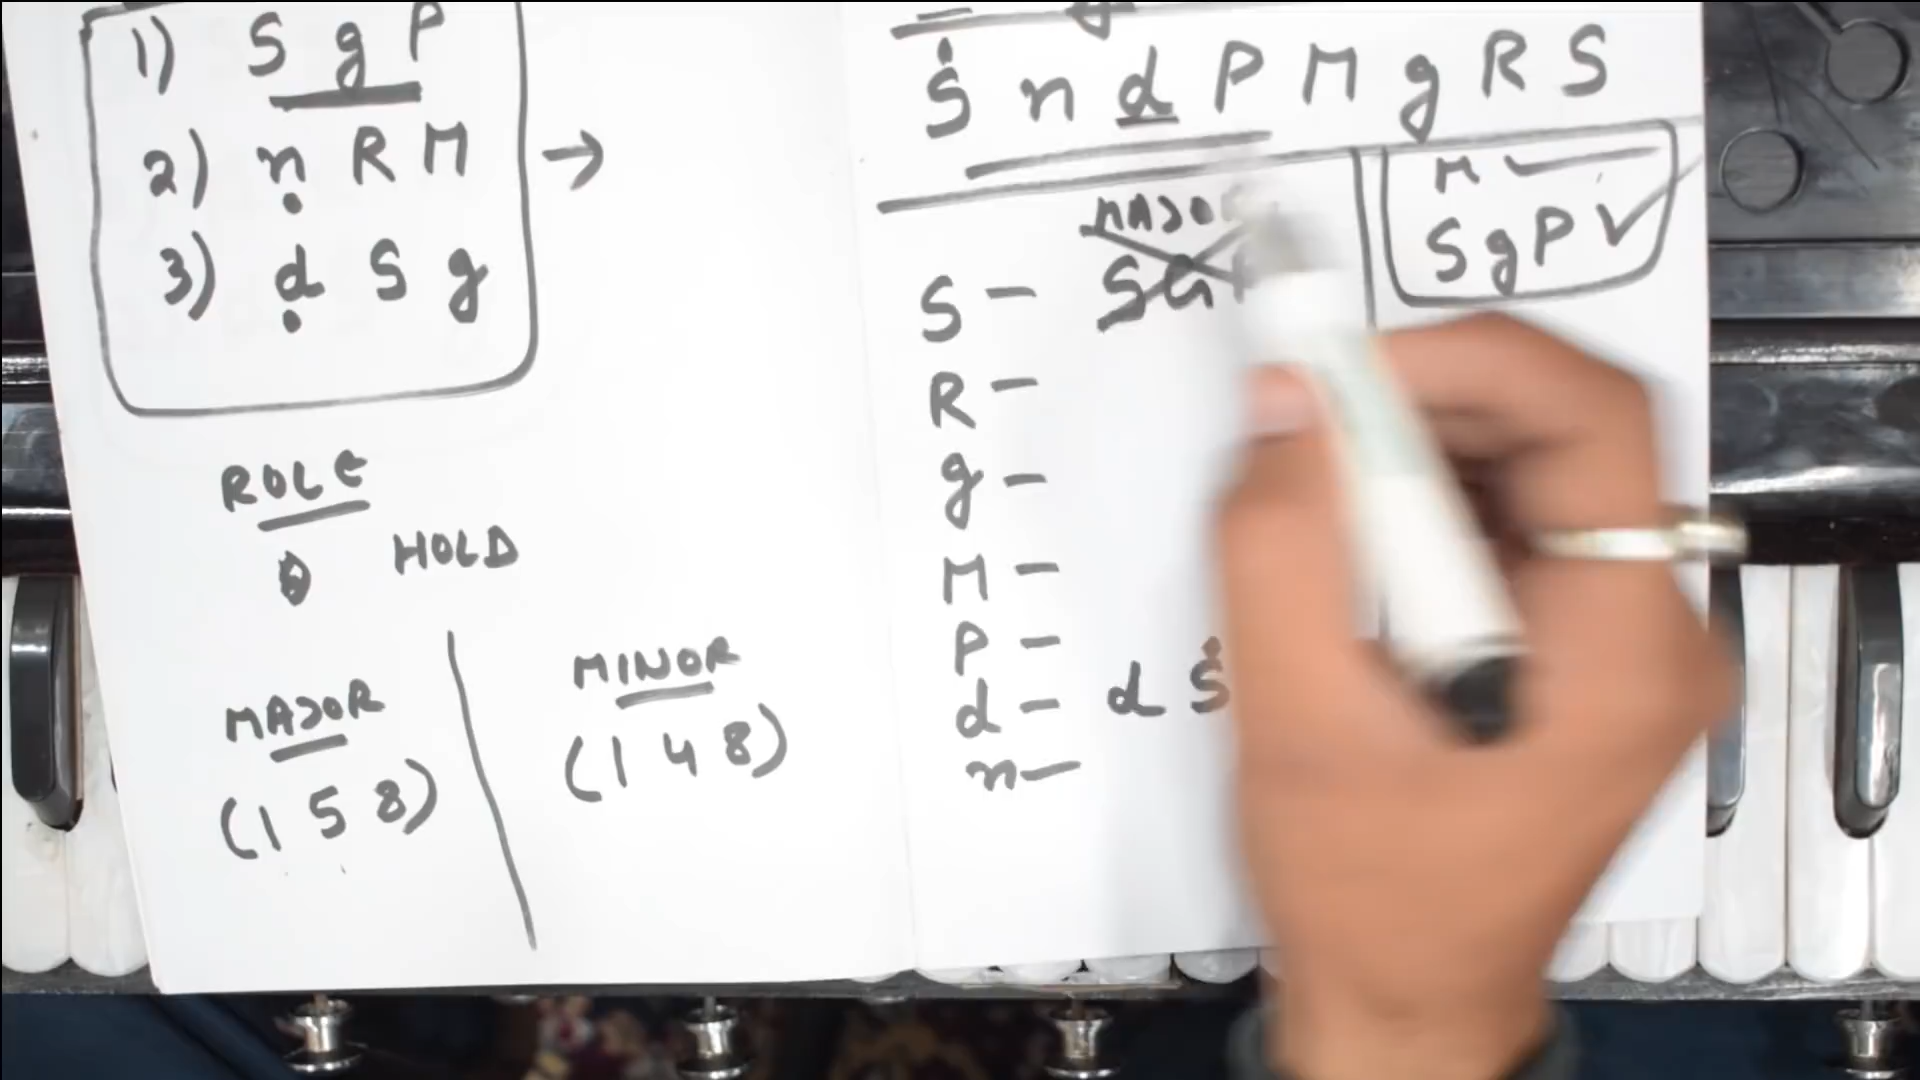 1) S g P
2) ṇ R M
3) ḍ S g
ROLE
HOLD
MAJOR
(1 5 8)
MINOR
(1 4 8)
Ṡ n d P M g R S
M
S g P ✓
S -
R -
g -
M -
P -
d - d Ṡ
n -